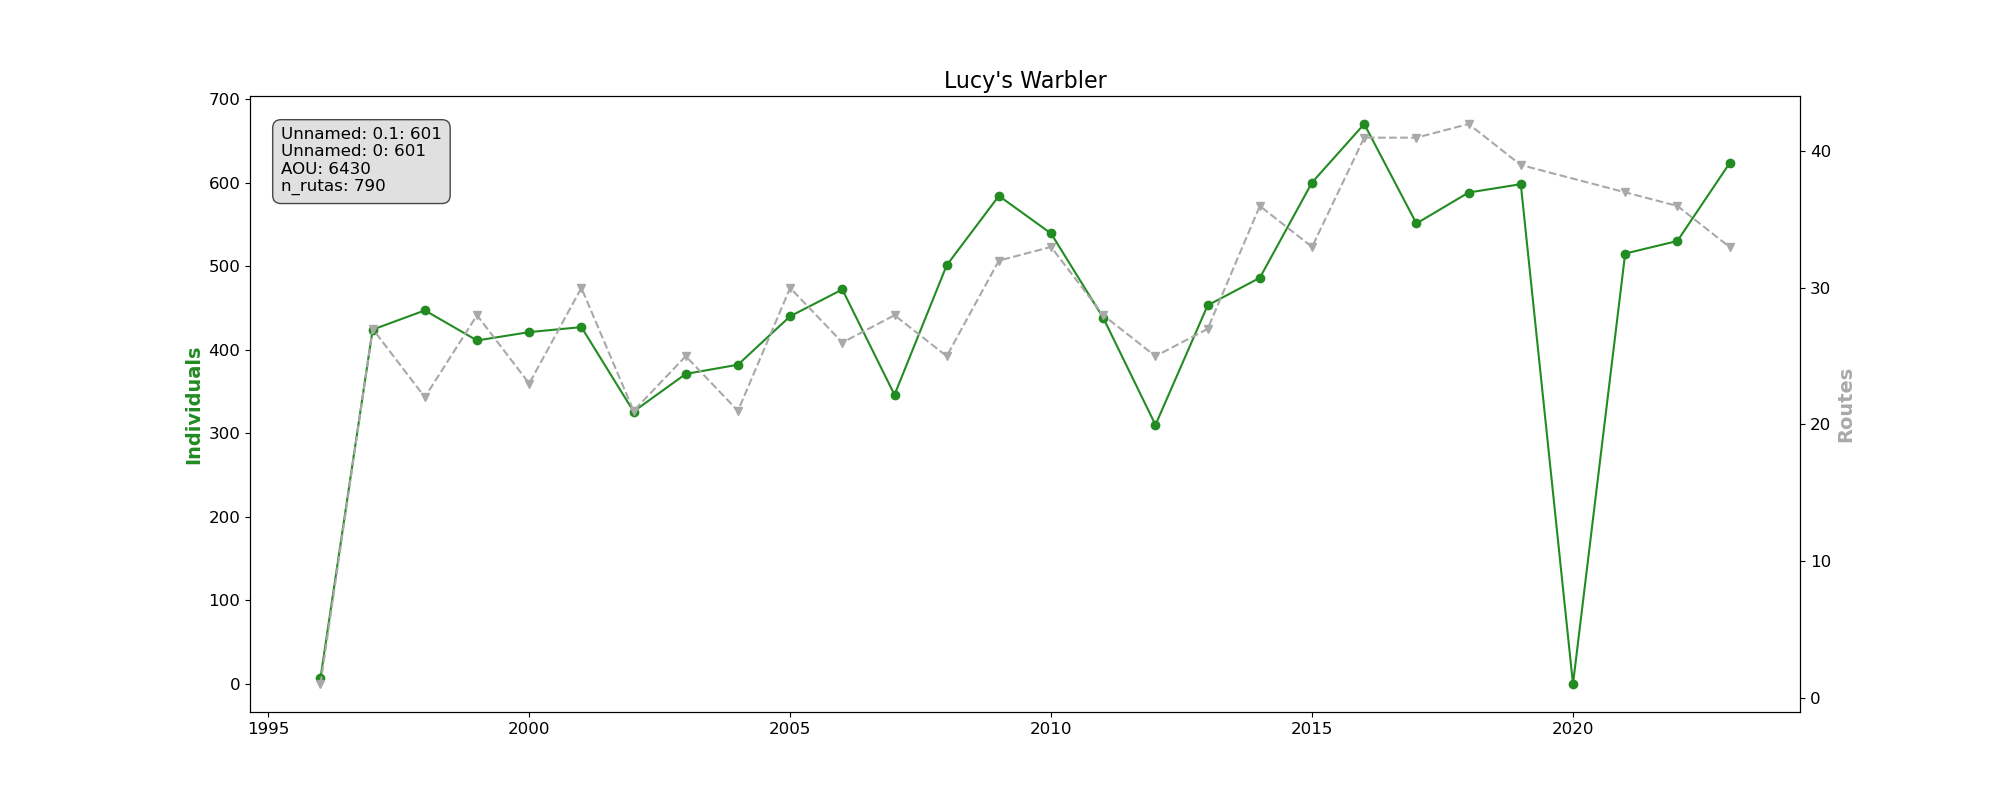 Lucy's Warbler
Unnamed: 0.1: 601
Unnamed: 0: 601
AOU: 6430
n_rutas: 790
Individuals
700
600
500
400
300
200
100
0
Routes
40
30
20
10
0
1995 2000 2005 2010 2015 2020